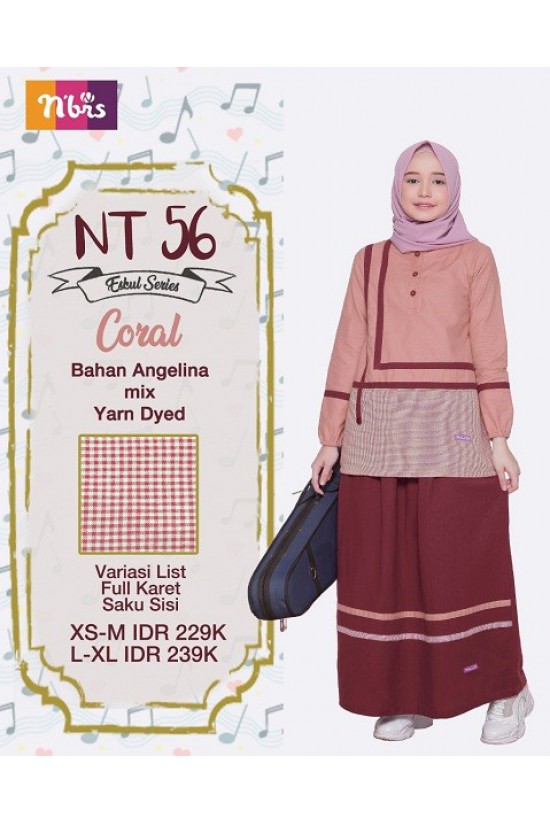 Nbrs
NT 56
Eskul Series
Coral
Bahan Angelina
mix
Yarn Dyed
Variasi List
Full Karet
Saku Sisi
XS-M IDR 229K
L-XL IDR 239K